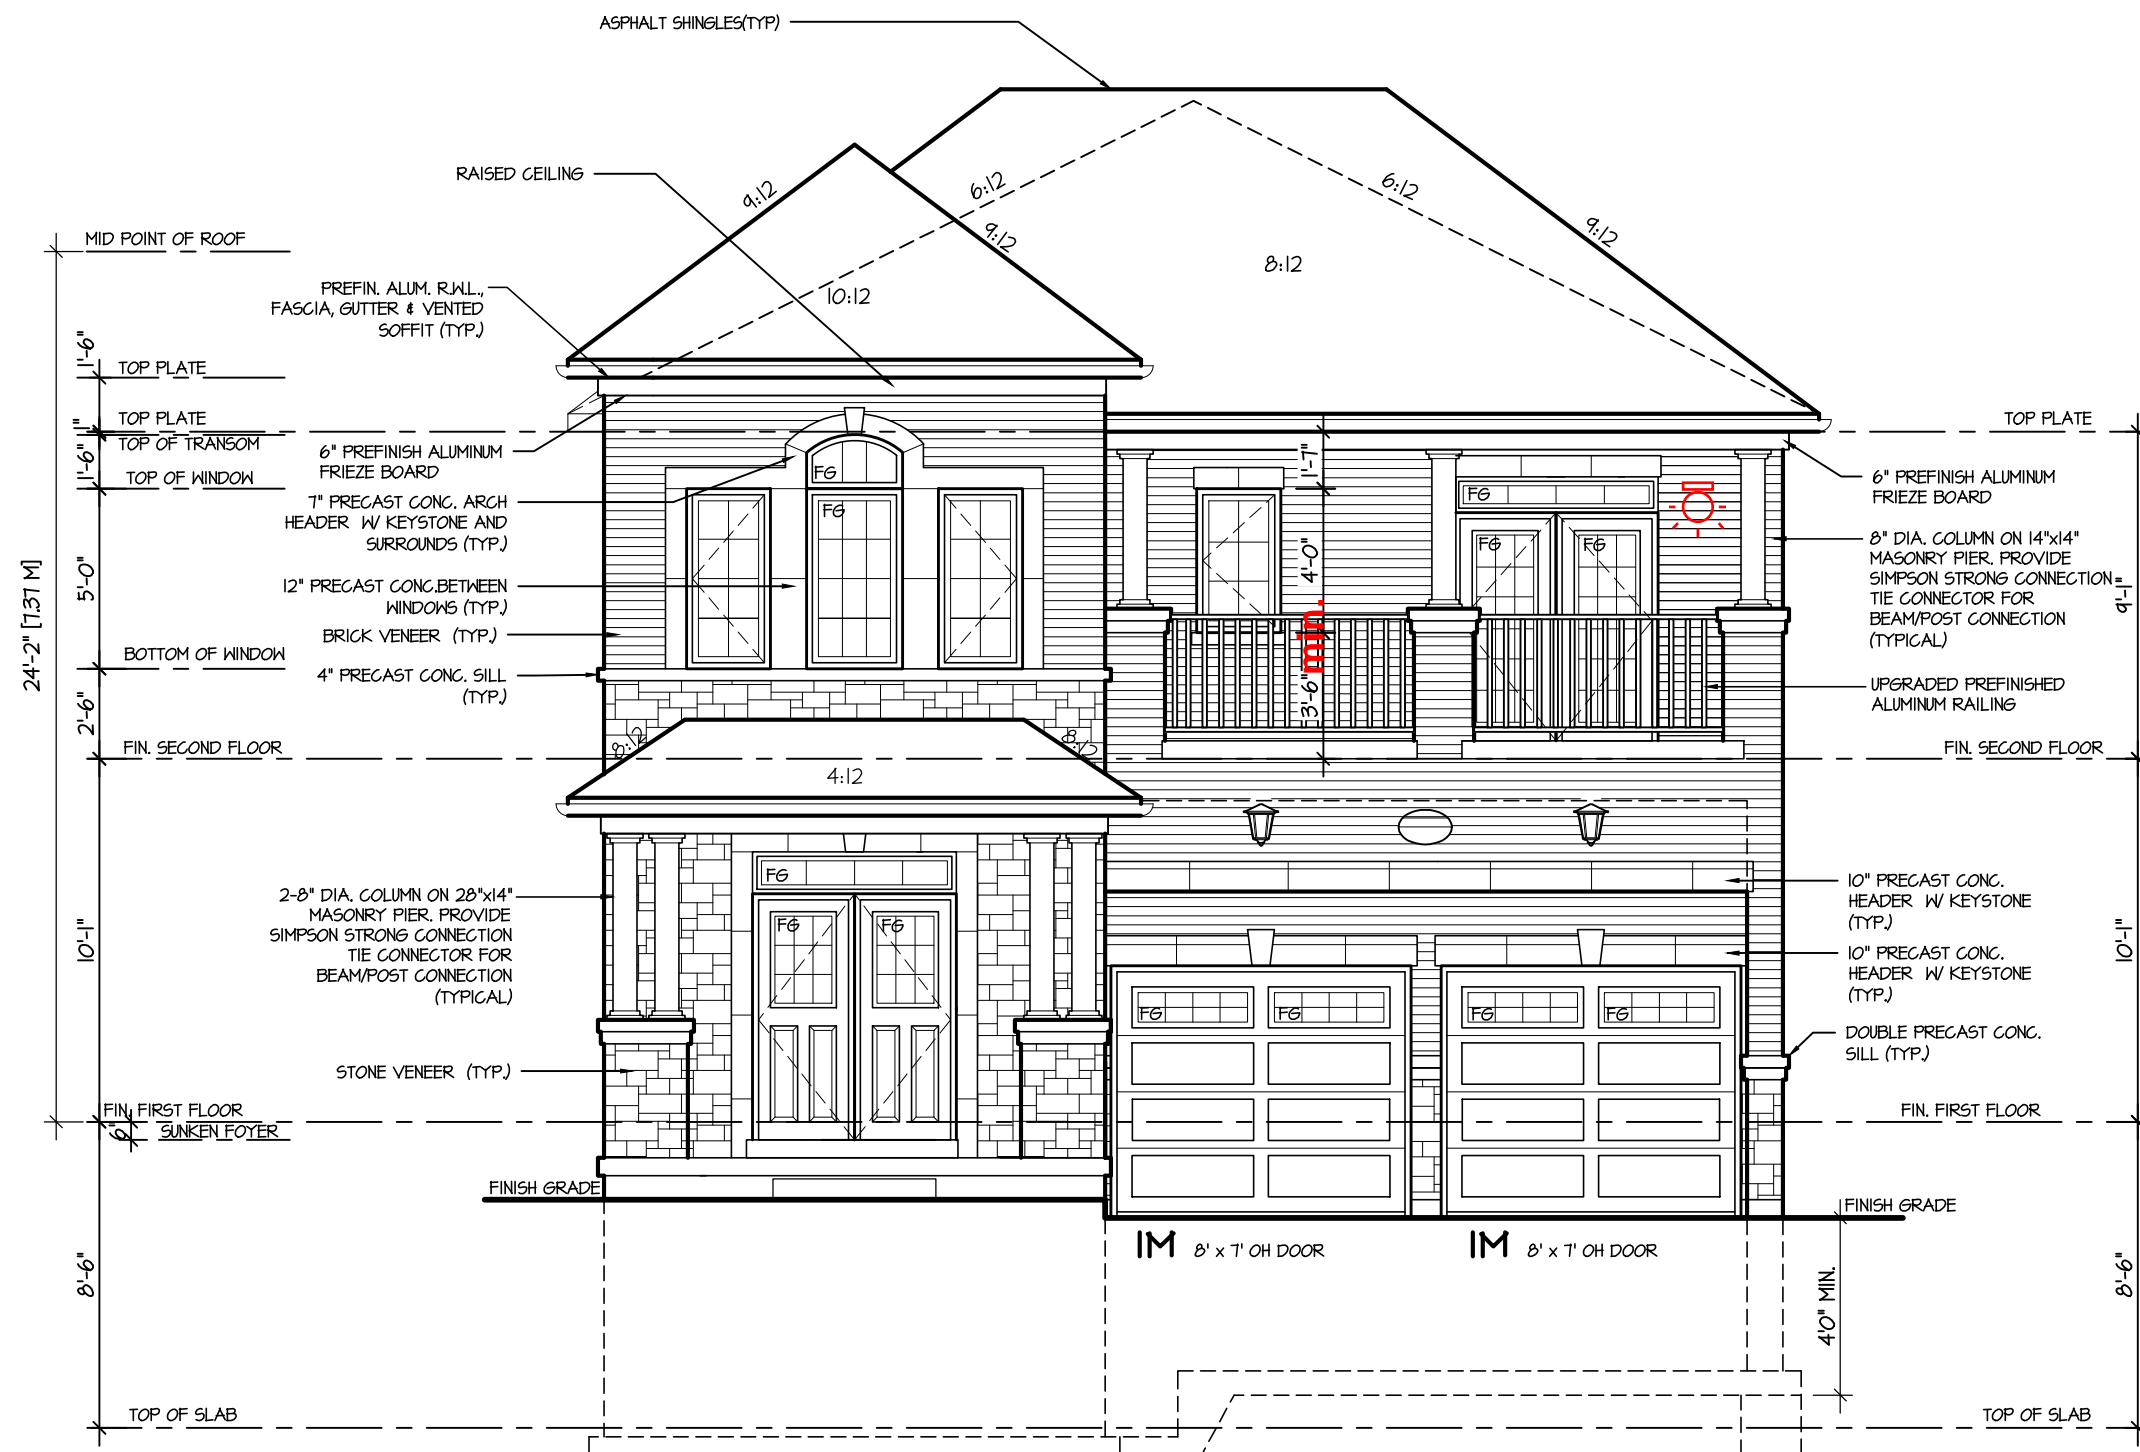 ASPHALT SHINGLES(TYP)
RAISED CEILING
9:12
6:12
9:12
6:12
9:12
8:12
10:12
MID POINT OF ROOF
PREFIN. ALUM. R.W.L.,
FASCIA, GUTTER & VENTED
SOFFIT (TYP.)
1'-6"
TOP PLATE
TOP PLATE
1"
TOP OF TRANSOM
1'-6"
TOP OF WINDOW
6" PREFINISH ALUMINUM
FRIEZE BOARD
7" PRECAST CONC. ARCH
HEADER W/ KEYSTONE AND
SURROUNDS (TYP.)
12" PRECAST CONC.BETWEEN
WINDOWS (TYP.)
BRICK VENEER (TYP.)
4" PRECAST CONC. SILL
(TYP.)
5'-0"
24'-2" [7.37 M]
BOTTOM OF WINDOW
2'-6"
FIN. SECOND FLOOR
FG
FG
1'-7"
4'-0"
min.
3'-6"
FG
FG
FG
TOP PLATE
6" PREFINISH ALUMINUM
FRIEZE BOARD
8" DIA. COLUMN ON 14"x14"
MASONRY PIER. PROVIDE
SIMPSON STRONG CONNECTION
TIE CONNECTOR FOR
BEAM/POST CONNECTION
(TYPICAL)
9'-1"
UPGRADED PREFINISHED
ALUMINUM RAILING
FIN. SECOND FLOOR
8:12
8:12
4:12
2-8" DIA. COLUMN ON 28"x14"
MASONRY PIER. PROVIDE
SIMPSON STRONG CONNECTION
TIE CONNECTOR FOR
BEAM/POST CONNECTION
(TYPICAL)
10'-1"
STONE VENEER (TYP.)
FG
FG
FG
10" PRECAST CONC.
HEADER W/ KEYSTONE
(TYP.)
10" PRECAST CONC.
HEADER W/ KEYSTONE
(TYP.)
10'-1"
FG
FG
FG
FG
DOUBLE PRECAST CONC.
SILL (TYP.)
FIN. FIRST FLOOR
6"
SUNKEN FOYER
FIN. FIRST FLOOR
FINISH GRADE
FINISH GRADE
1M 8' x 7' OH DOOR
1M 8' x 7' OH DOOR
8'-6"
4'0" MIN.
8'-6"
TOP OF SLAB
TOP OF SLAB